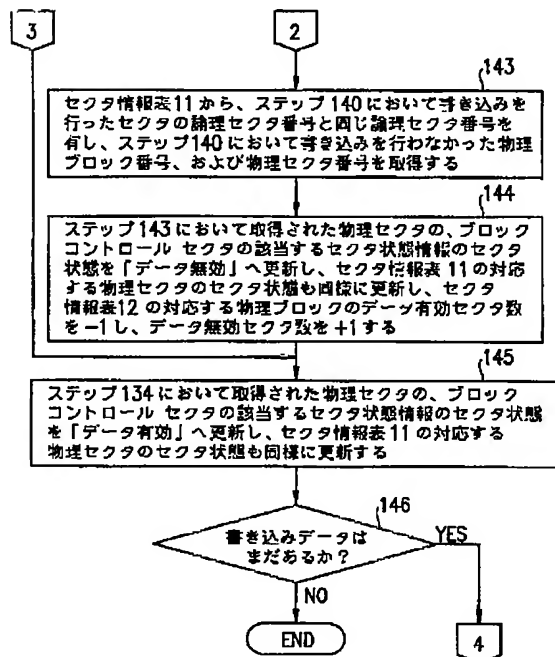 3
2
143
セクタ情報表11から、ステップ140において書き込みを
行ったセクタの論理セクタ番号と同じ論理セクタ番号を
有し、ステップ140において書き込みを行わなかった物理
ブロック番号、および物理セクタ番号を取得する
144
ステップ143において取得された物理セクタの、ブロック
コントロール セクタの該当するセクタ状態情報のセクタ
状態を「データ無効」へ更新し、セクタ情報表11の対応
する物理セクタのセクタ状態も同様に更新し、セクタ
情報表12の対応する物理ブロックのデータ有効セクタ数
を-1し、データ無効セクタ数を+1する
145
ステップ134において取得された物理セクタの、ブロック
コントロール セクタの該当するセクタ状態情報のセクタ状態
を「データ有効」へ更新し、セクタ情報表11の対応する
物理セクタのセクタ状態も同様に更新する
146
書き込みデータは
まだあるか?
YES
NO
END
4